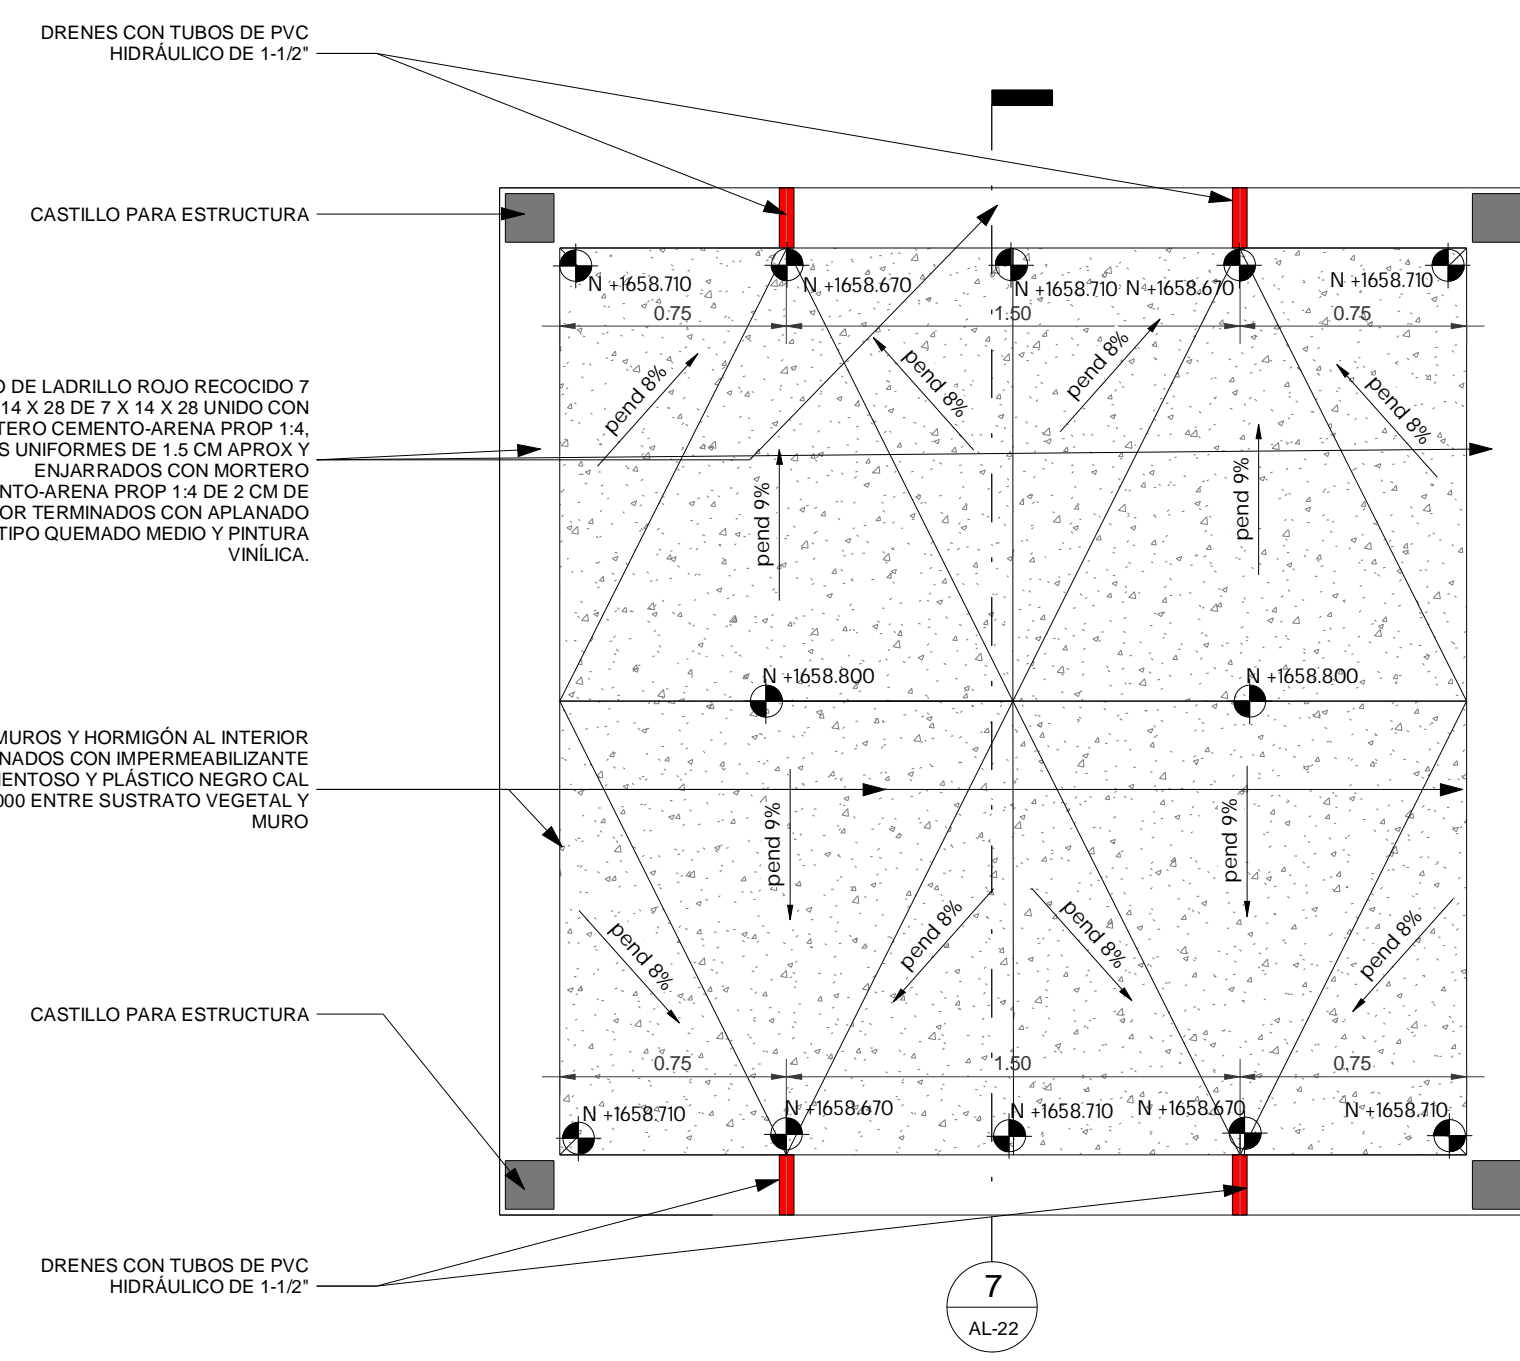 DRENES CON TUBOS DE PVC
HIDRÁULICO DE 1-1/2"
CASTILLO PARA ESTRUCTURA
N +1658.710
N +1658.670
N +1658.710
N +1658.670
N +1658.710
0.75
1.50
0.75
pend 8%
pend 8%
pend 8%
pend 8%
DE LADRILLO ROJO RECOCIDO 7
14 X 28 DE 7 X 14 X 28 UNIDO CON
TERO CEMENTO-ARENA PROP 1:4,
S UNIFORMES DE 1.5 CM APROX Y
ENJARRADOS CON MORTERO
NTO-ARENA PROP 1:4 DE 2 CM DE
OR TERMINADOS CON APLANADO
TIPO QUEMADO MEDIO Y PINTURA
VINÍLICA.
pend 9%
pend 9%
N +1658.800
N +1658.800
MUROS Y HORMIGÓN AL INTERIOR
NADOS CON IMPERMEABILIZANTE
MENTOSO Y PLÁSTICO NEGRO CAL
000 ENTRE SUSTRATO VEGETAL Y
MURO
pend 9%
pend 9%
pend 8%
pend 8%
pend 8%
pend 8%
CASTILLO PARA ESTRUCTURA
0.75
1.50
0.75
N +1658.710
N +1658.670
N +1658.710
N +1658.670
N +1658.710
DRENES CON TUBOS DE PVC
HIDRÁULICO DE 1-1/2"
7
AL-22